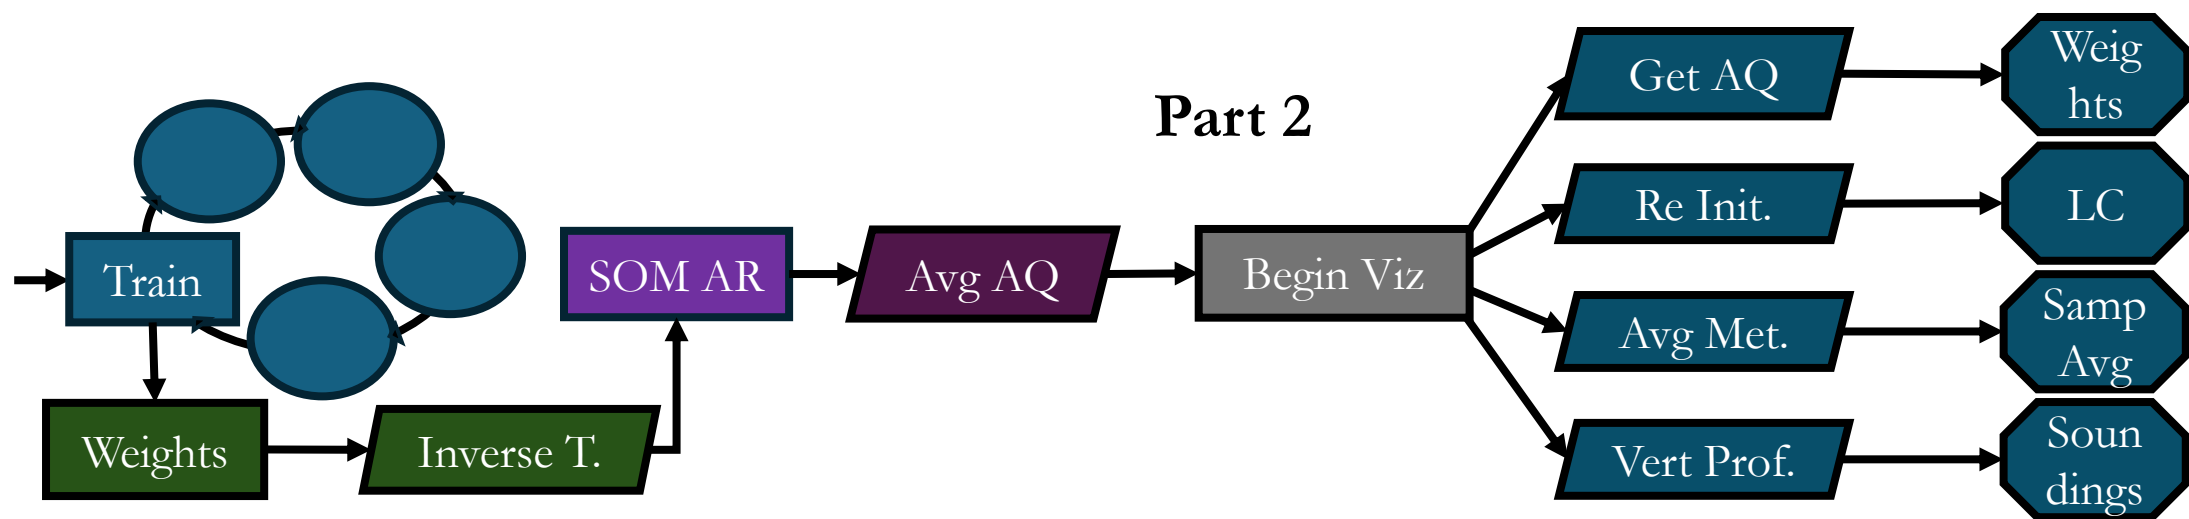 Part 2
Train
Weights
Inverse T.
SOM AR
Avg AQ
Begin Viz
Get AQ
Weig
hts
Re Init.
LC
Avg Met.
Samp
Avg
Vert Prof.
Soun
dings